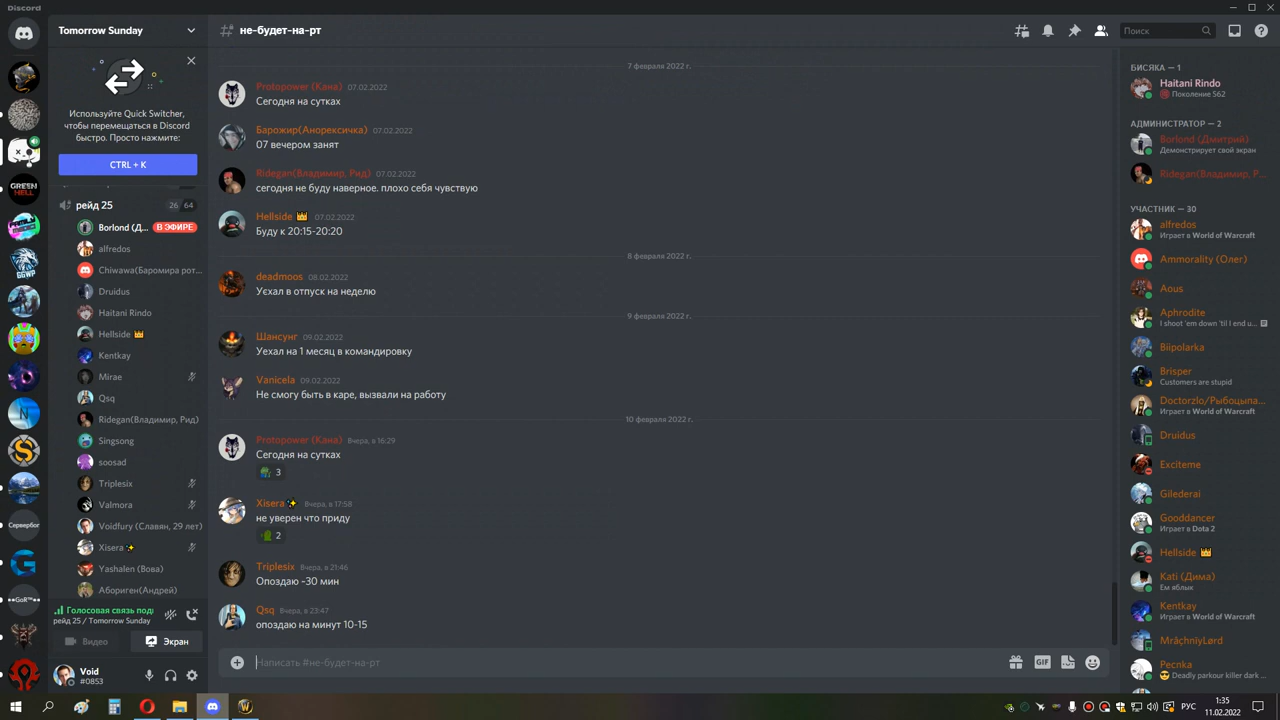 Discord
Tomorrow Sunday
не-будет-на-рт
Поиск
Используйте Quick Switcher,
чтобы перемещаться в Discord
быстро. Просто нажмите:
CTRL + K
рейд 25
26 64
Borlond (Д... В ЭФИРЕ
alfredos
Chiwawa(Баромира рот...
Druidus
Haitani Rindo
Hellside
Kentkay
Mirae
Qsq
Ridegan(Владимир, Рид)
Singsong
soosad
Triplesix
Valmora
Voidfury (Славян, 29 лет)
Xisera
Yashalen (Вова)
Абориген(Андрей)
Голосовая связь под
рейд 25 / Tomorrow Sunday
Видео
Экран
Void
#0853
GREEN
HELL
GGWP
Сервербог
••GoR™••
7 февраля 2022 г.
Protopower (Кана) 07.02.2022
Сегодня на сутках
Барожир(Анорексичка) 07.02.2022
07 вечером занят
Ridegan(Владимир, Рид) 07.02.2022
сегодня не буду наверное. плохо себя чувствую
Hellside 07.02.2022
Буду к 20:15-20:20
8 февраля 2022 г.
deadmoos 08.02.2022
Уєхал в отпуск на неделю
9 февраля 2022 г.
Шансунг 09.02.2022
Уехал на 1 месяц в командировку
Vanicela 09.02.2022
Не смогу быть в каре, вызвали на работу
10 февраля 2022 г.
Protopower (Кана) Вчера, в 16:29
Сегодня на сутках
3
Xisera Вчера, в 17:58
не уверен что приду
2
Triplesix Вчера, в 21:46
Опоздаю ~30 мин
Qsq Вчера, в 23:47
опоздаю на минут 10-15
Написать #не-будет-на-рт
GIF
БИСЯКА — 1
Haitani Rindo
Поколение 562
АДМИНИСТРАТОР — 2
Borlond (Дмитрий)
Демонстрирует свой экран
Ridegan(Владимир, Р...
УЧАСТНИК — 30
alfredos
Играет в World of Warcraft
Ammorality (Олег)
Aous
Aphrodite
I shoot 'em down 'til I end u...
Biipolarka
Brisper
Customers are stupid
Doctorzlo/Рыбоцыпа...
Играет в World of Warcraft
Druidus
Exciteme
Gilederai
Gooddancer
Играет в Dota 2
Hellside
Kati (Дима)
Ем яблык
Kentkay
Играет в World of Warcraft
MråçhnîyLørd
Pecnka
Deadly parkour killer dark ...
РУС
1:35
11.02.2022